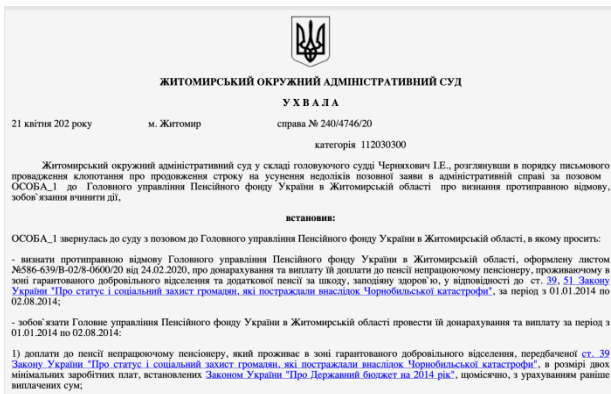 ЖИТОМИРСЬКИЙ ОКРУЖНИЙ АДМІНІСТРАТИВНИЙ СУД
У Х В А Л А
21 квітня 202 року м. Житомир справа № 240/4746/20
категорія 112030300
Житомирський окружний адміністративний суд у складі головуючого судді Черняхович І.Е., розглянувши в порядку письмового
провадження клопотання про продовження строку на усунення недоліків позовної заяви в адміністративній справі за позовом
ОСОБА_1 до Головного управління Пенсійного фонду України в Житомирській області про визнання протиправною відмову,
зобов`язання вчинити дії,
встановив:
ОСОБА_1 звернулась до суду з позовом до Головного управління Пенсійного фонду України в Житомирській області, в якому просить:
- визнати протиправною відмову Головного управління Пенсійного фонду України в Житомирській області, оформлену листом
№586-639/В-02/8-0600/20 від 24.02.2020, про донарахування та виплату їй доплати до пенсії непрацюючому пенсіонеру, проживаючому в
зоні гарантованого добровільного відселення та додаткової пенсії за шкоду, заподіяну здоров`ю, у відповідності до ст. 39, 51 Закону
України "Про статус і соціальний захист громадян, які постраждали внаслідок Чорнобильської катастрофи", за період з 01.01.2014 по
02.08.2014;
- зобов`язати Головне управління Пенсійного фонду України в Житомирській області провести їй донарахування та виплату за період з
01.01.2014 по 02.08.2014:
1) доплати до пенсії непрацюючому пенсіонеру, який проживає в зоні гарантованого добровільного відселення, передбаченої ст. 39
Закону України "Про статус і соціальний захист громадян, які постраждали внаслідок Чорнобильської катастрофи", в розмірі двох
мінімальних заробітних плат, встановлених Законом України "Про Державний бюджет на 2014 рік", щомісячно, з урахуванням раніше
виплачених сум;